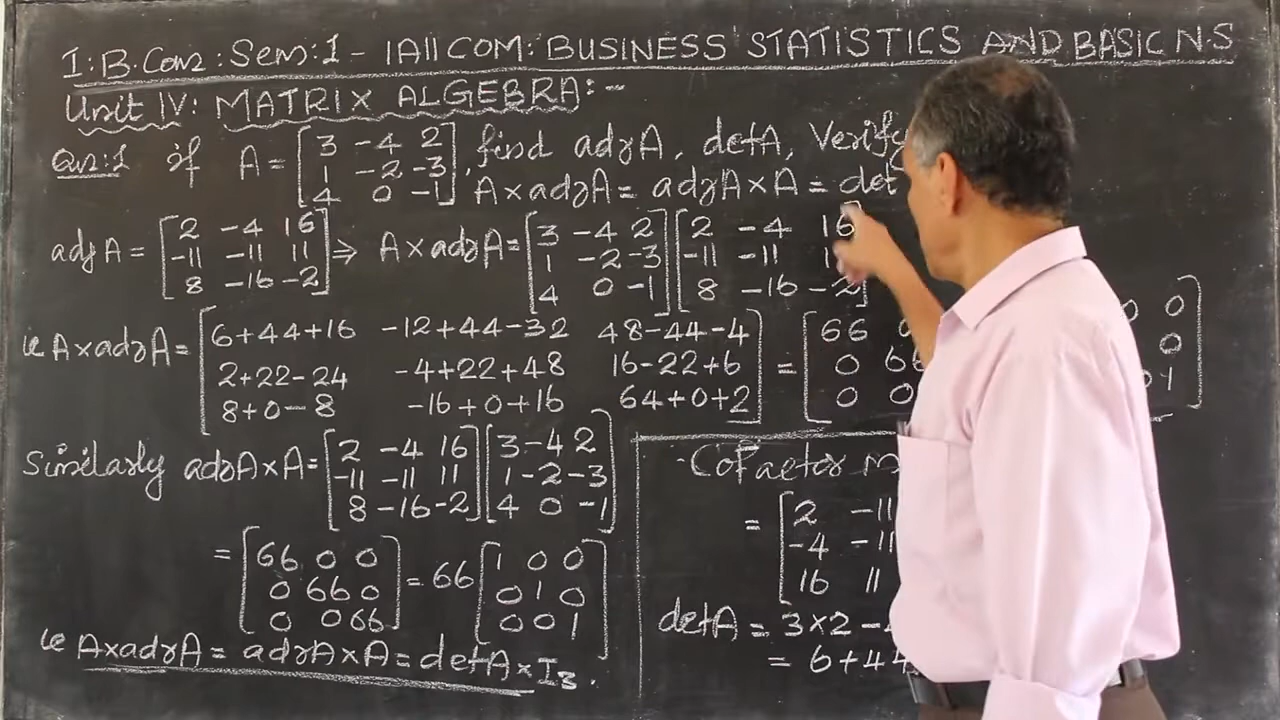 I: B.Com: Sem: I - IAII COM: BUSINESS STATISTICS AND BASIC N.S
Unit IV: MATRIX ALGEBRA:-
Qn:1 if A = [3 -4 2 / 1 -2 -3 / 4 0 -1], find adjA, detA, Verify
A×adjA = adjA×A = det
adjA = [2 -4 16 / -11 -11 11 / 8 -16 -2] ⇒ A×adjA = [3 -4 2 / 1 -2 -3 / 4 0 -1] [2 -4 16 / -11 -11 1 / 8 -16 -2]
ie A×adjA = [6+44+16 -12+44-32 48-44-4 / 2+22-24 -4+22+48 16-22+6 / 8+0-8 -16+0+16 64+0+2] = [66 0 / 0 66 / 0 0 0 0 / 0 / 1]
Similarly adjA×A = [2 -4 16 / -11 -11 11 / 8 -16 -2] [3 -4 2 / 1 -2 -3 / 4 0 -1]
= [66 0 0 / 0 66 0 / 0 0 66] = 66 [1 0 0 / 0 1 0 / 0 0 1]
ie A×adjA = adjA×A = detA×I₃.
CoFactor
= [2 -11 / -4 -11 / 16 11
detA = 3×2 -
= 6+44